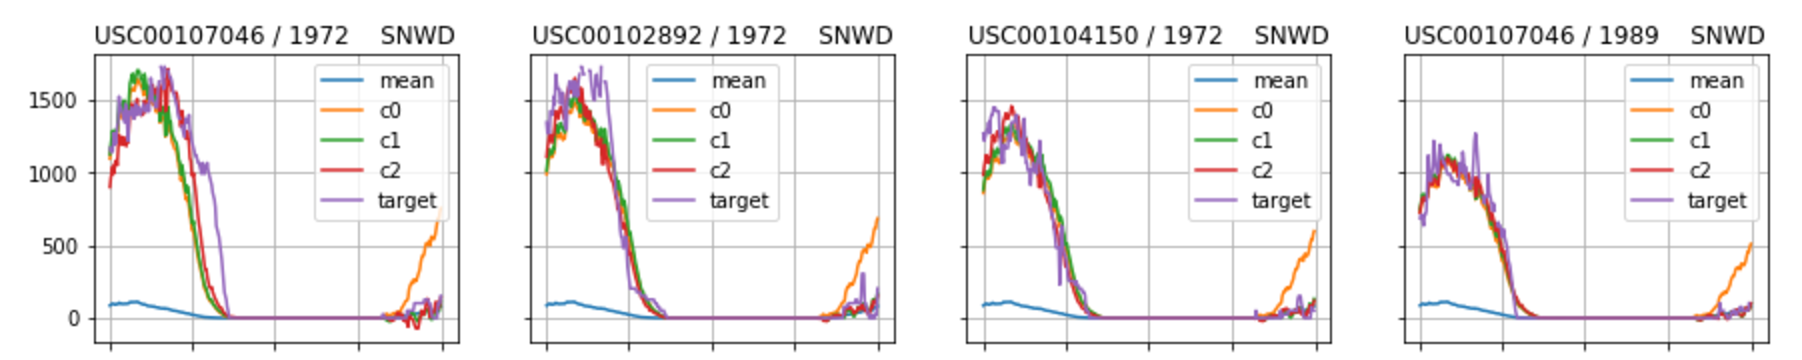 USC00107046 / 1972 SNWD
mean
c0
c1
c2
target
1500
1000
500
0
USC00102892 / 1972 SNWD
mean
c0
c1
c2
target
USC00104150 / 1972 SNWD
mean
c0
c1
c2
target
USC00107046 / 1989 SNWD
mean
c0
c1
c2
target